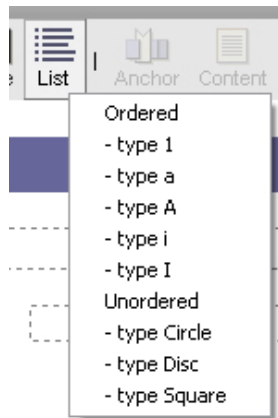 List
Anchor
Content
Ordered
- type 1
- type a
- type A
- type i
- type I
Unordered
- type Circle
- type Disc
- type Square